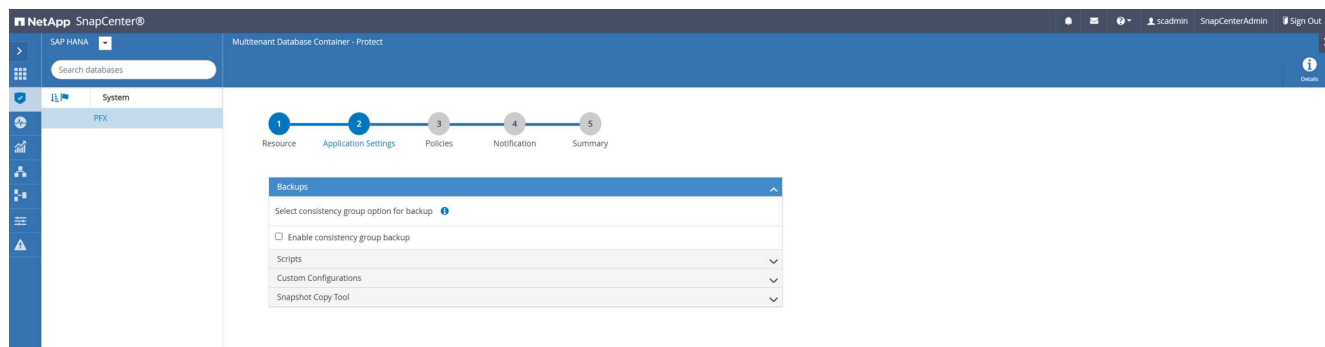 NetApp SnapCenter®
scadmin SnapCenterAdmin Sign Out
SAP HANA
Multitenant Database Container - Protect
Search databases
Details
System
PFX
1 2 3 4 5
Resource Application Settings Policies Notification Summary
Backups
Select consistency group option for backup
Enable consistency group backup
Scripts
Custom Configurations
Snapshot Copy Tool